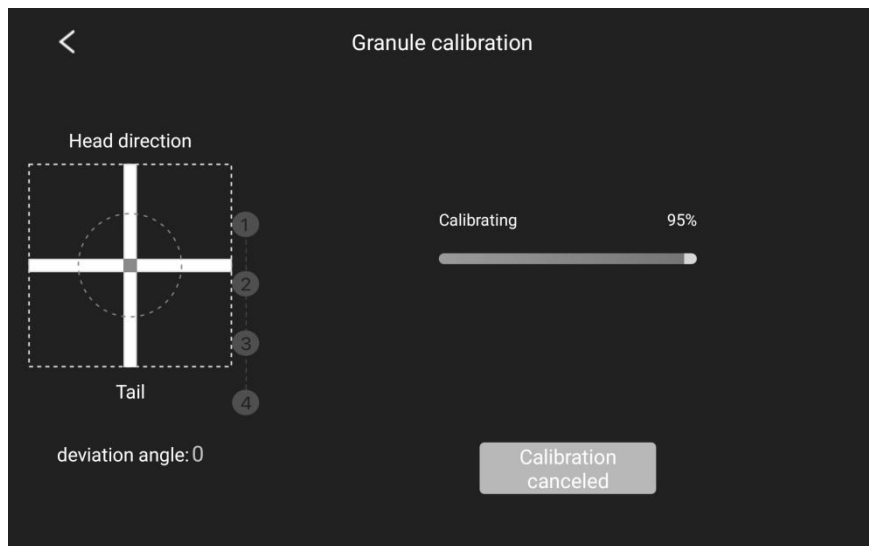 Granule calibration
Head direction
1
2
3
4
Tail
deviation angle: 0
Calibrating 95%
Calibration
canceled